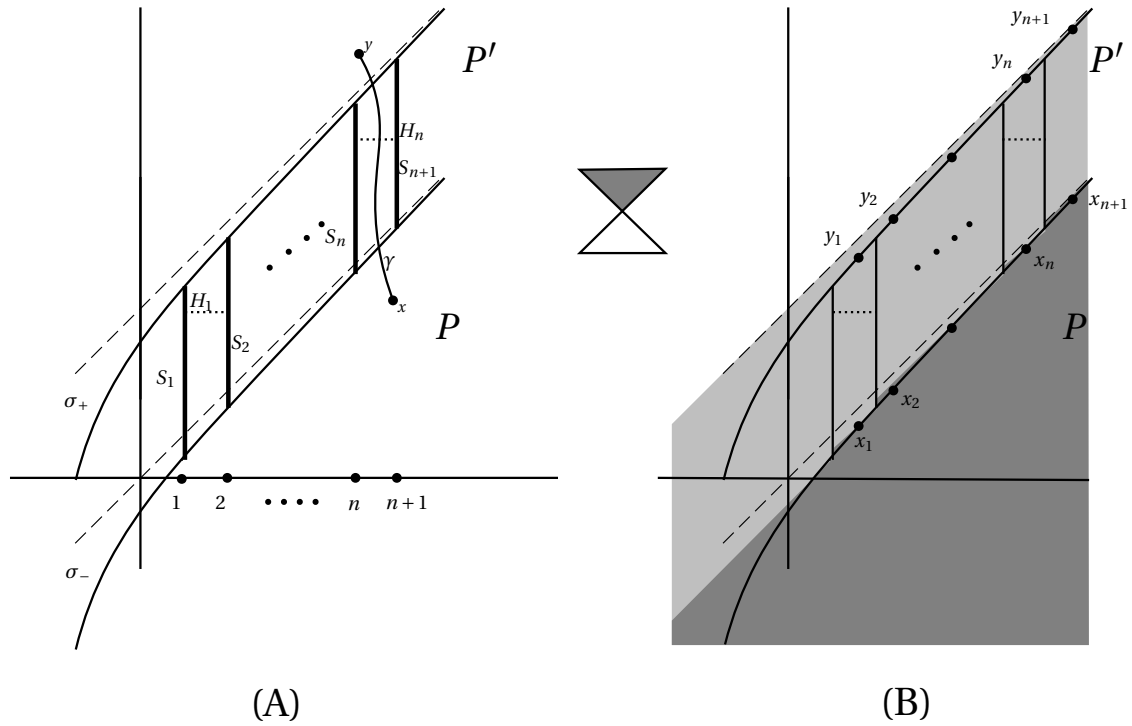 y
P′
H_n
S_{n+1}
S_n
γ
x
P
H_1
S_2
S_1
σ_+
1 2 n n+1
σ_−
(A)
y_{n+1}
y_n
P′
y_2
y_1
x_{n+1}
x_n
P
x_2
x_1
(B)